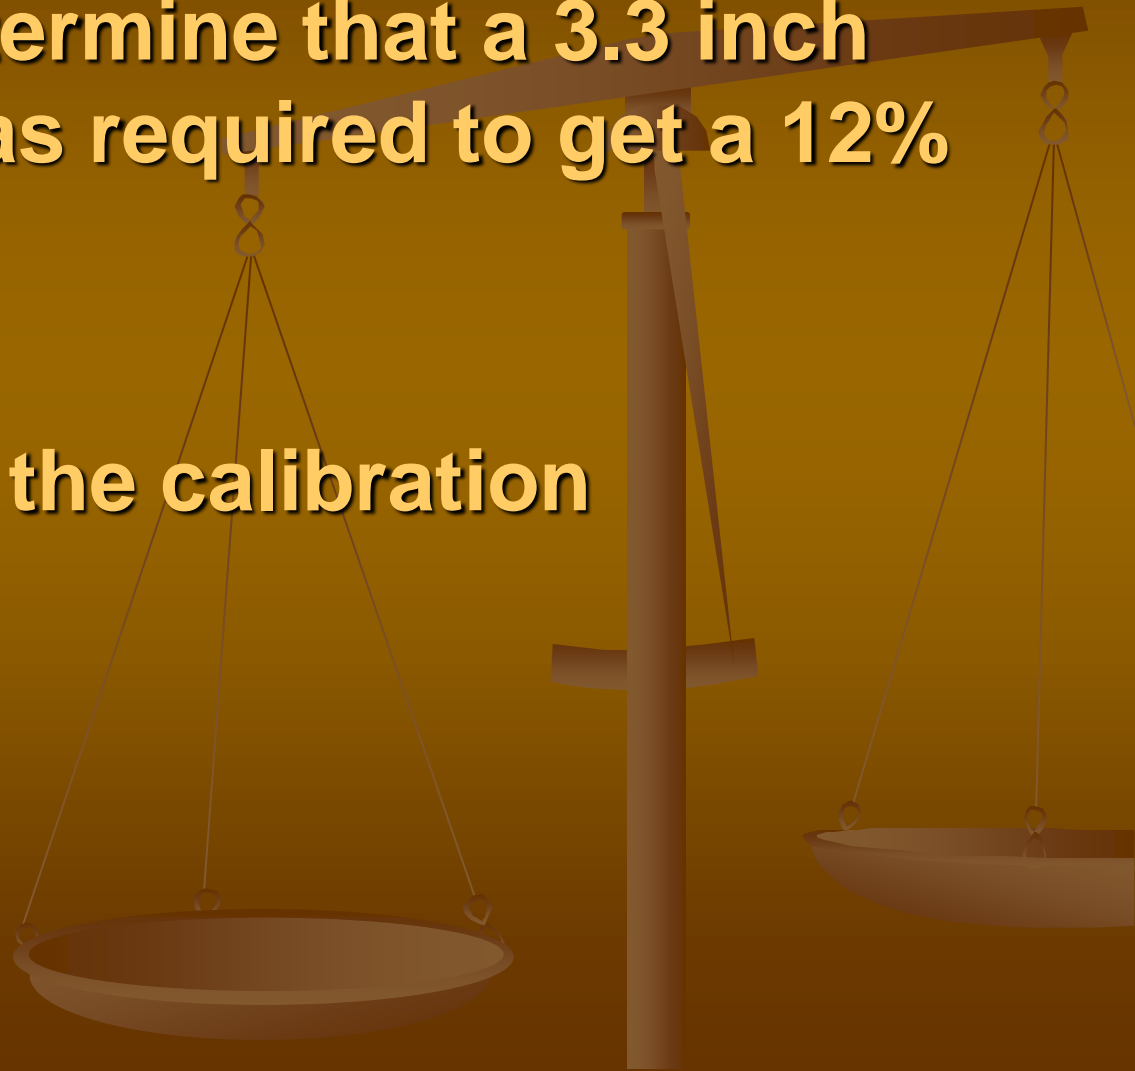 ermine that a 3.3 inch
as required to get a 12%
the calibration